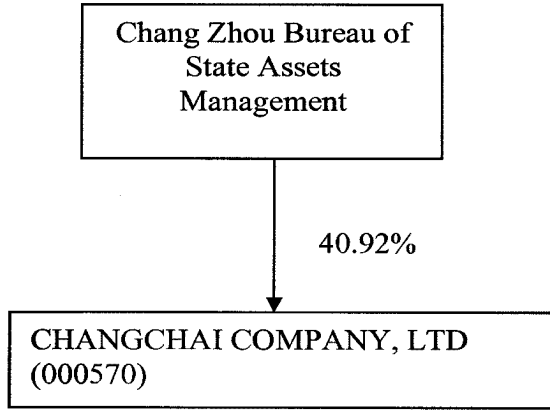 Chang Zhou Bureau of
State Assets
Management
40.92%
CHANGCHAI COMPANY, LTD
(000570)